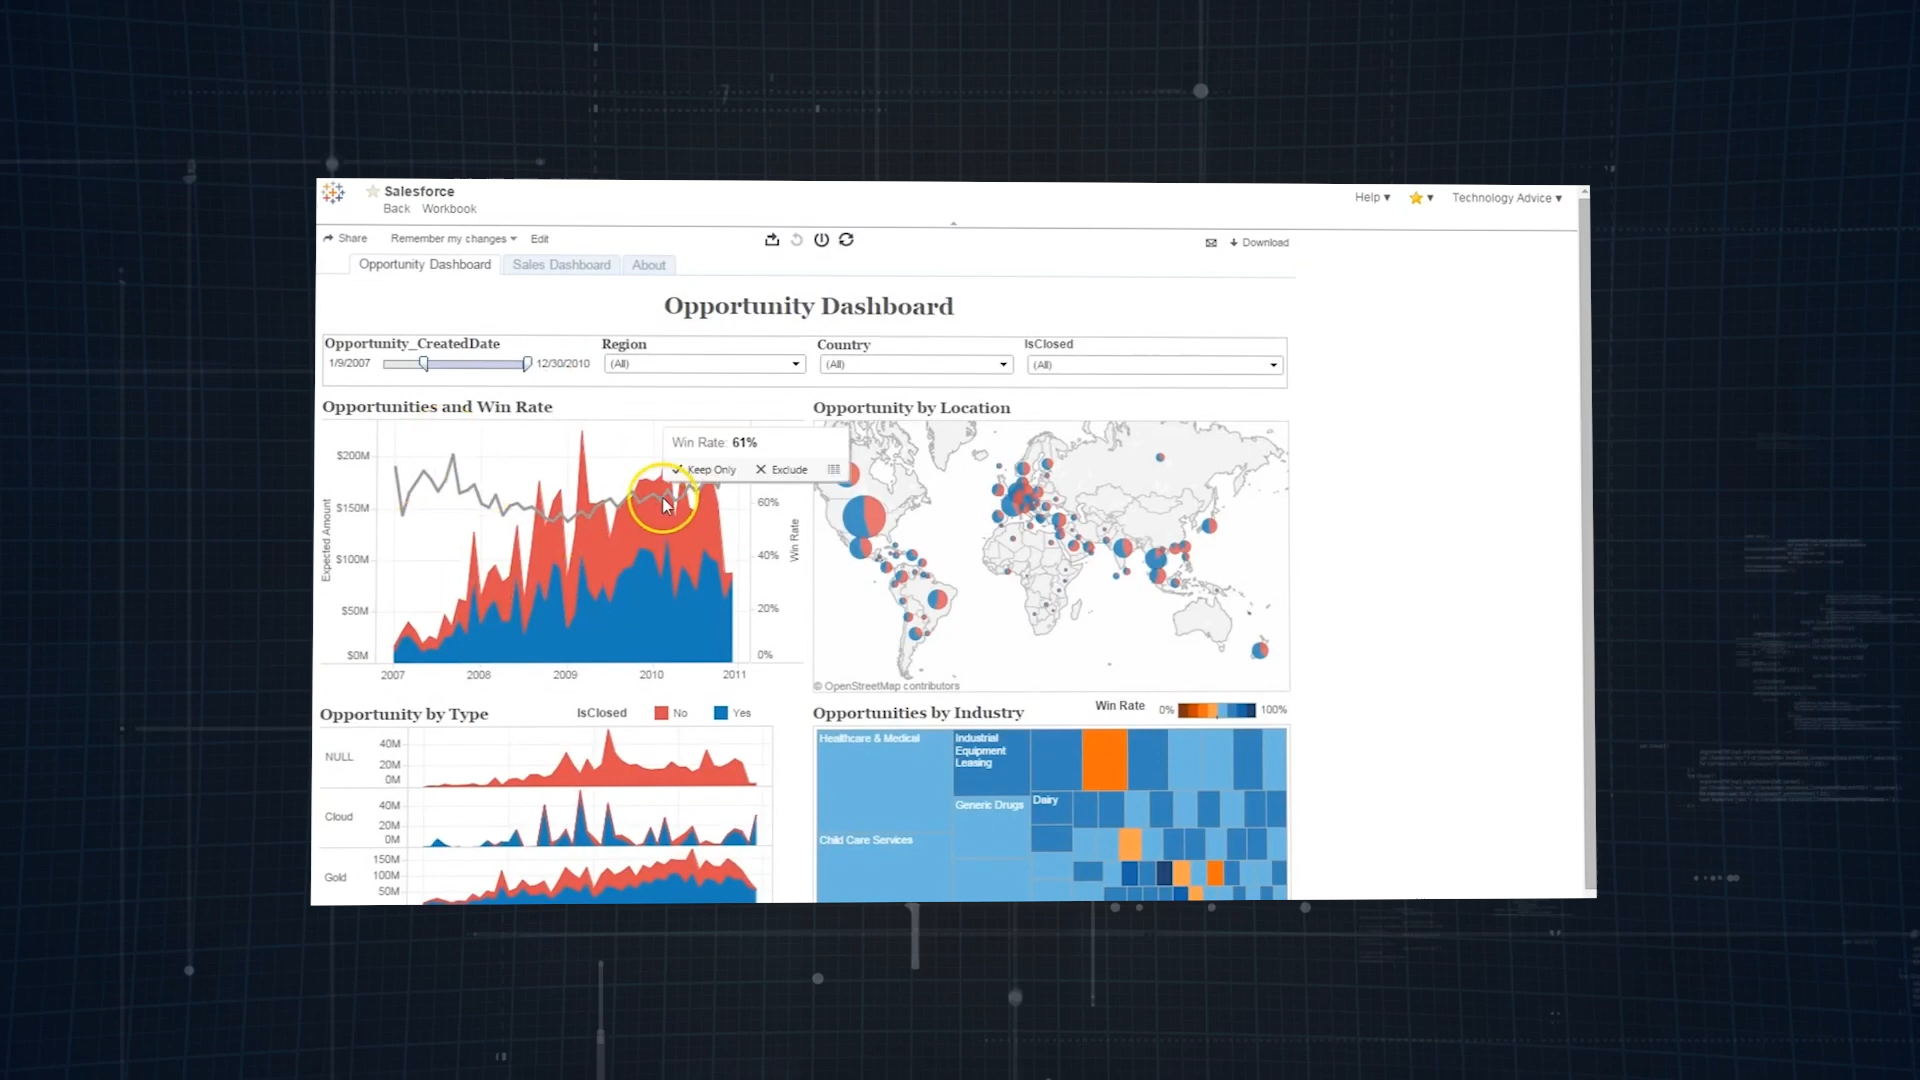 Salesforce
Back Workbook
Help ▾ ▾ Technology Advice ▾
Share Remember my changes ▾ Edit
Download
Opportunity Dashboard Sales Dashboard About
Opportunity Dashboard
Opportunity_CreatedDate Region Country IsClosed
1/9/2007 12/30/2010 (All) (All) (All)
Opportunities and Win Rate
Win Rate: 61%
Keep Only Exclude
Expected Amount
$200M
$150M
$100M
$50M
$0M
60%
40%
20%
0%
Win Rate
2007 2008 2009 2010 2011
Opportunity by Location
© OpenStreetMap contributors
Opportunity by Type IsClosed No Yes
NULL
40M
20M
0M
Cloud
40M
20M
0M
Gold
150M
100M
50M
Opportunities by Industry Win Rate 0% 100%
Healthcare & Medical
Industrial
Equipment
Leasing
Generic Drugs
Dairy
Child Care Services